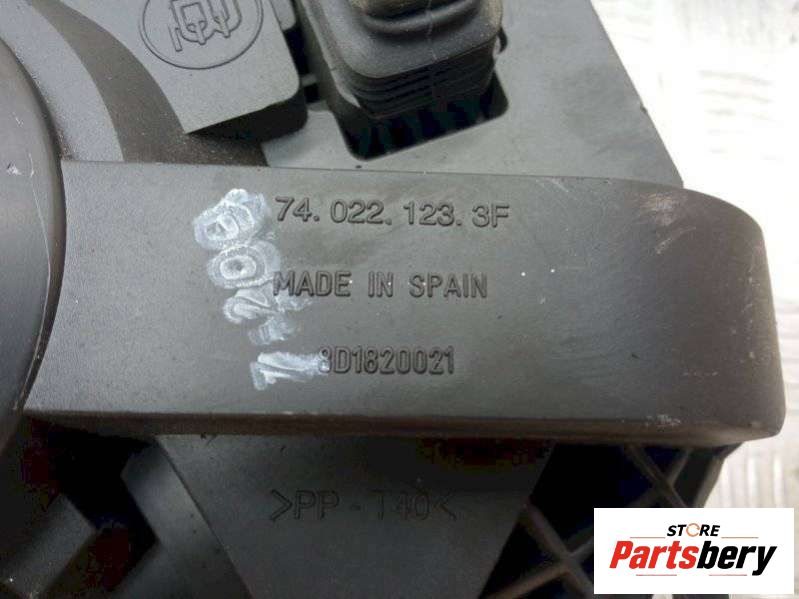 74.022.123.3F
MADE IN SPAIN
8D1820021
>PP-T40<
STORE
Partsbery